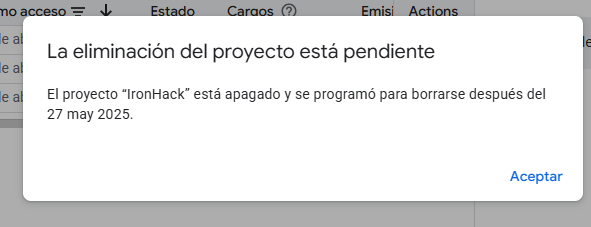 mo acceso Estado Cargos Emisi Actions
La eliminación del proyecto está pendiente
El proyecto “IronHack” está apagado y se programó para borrarse después del
27 may 2025.
Aceptar